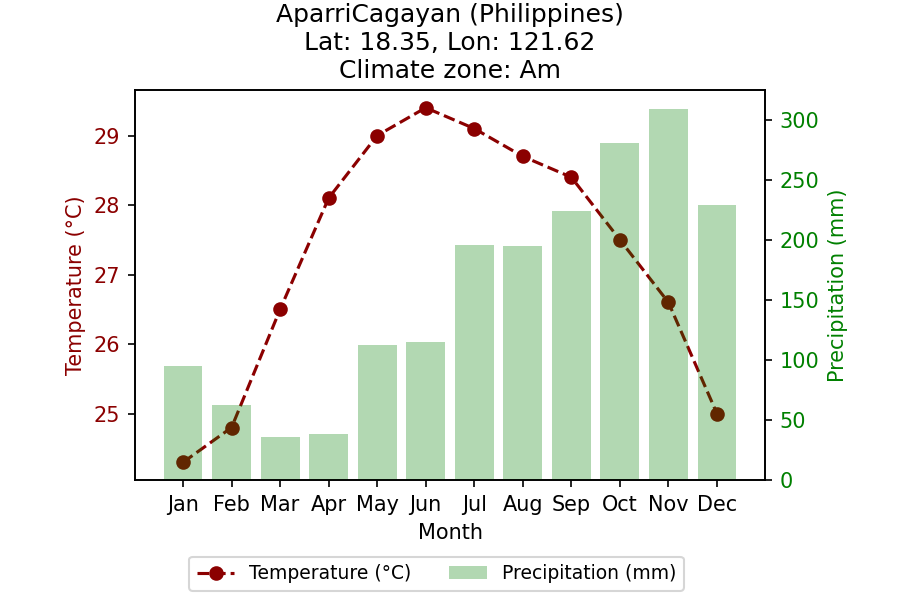 AparriCagayan (Philippines)
Lat: 18.35, Lon: 121.62
Climate zone: Am
Temperature (°C)
29
28
27
26
25
300
250
200
150
100
50
0
Precipitation (mm)
Jan Feb Mar Apr May Jun Jul Aug Sep Oct Nov Dec
Month
Temperature (°C) Precipitation (mm)